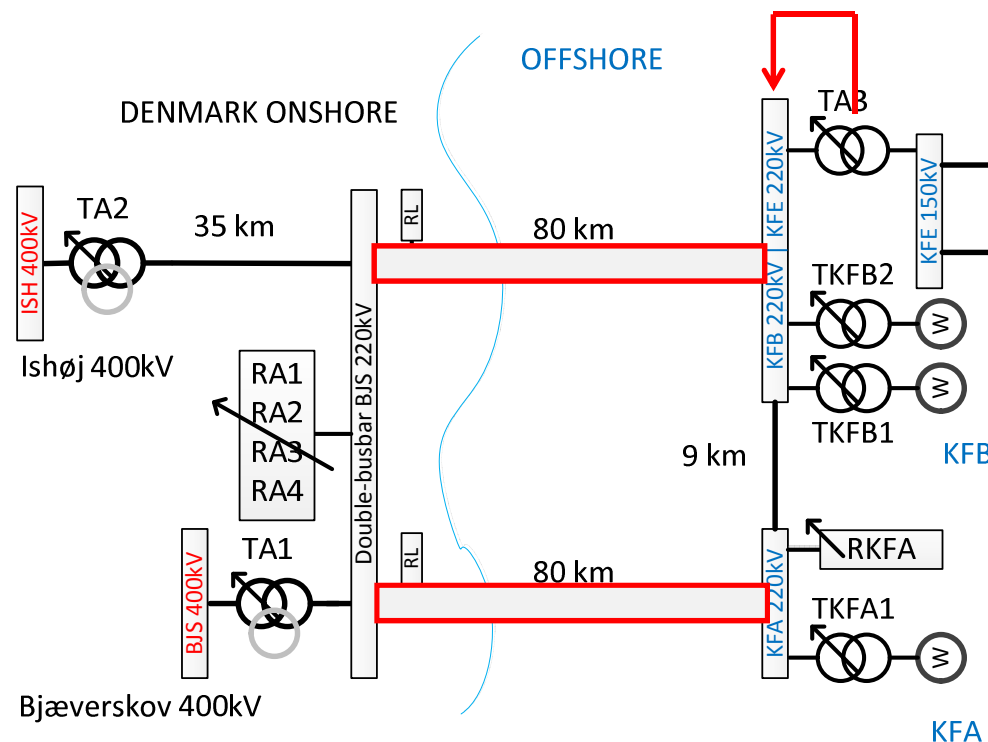 OFFSHORE
DENMARK ONSHORE
TA3
KFE 220kV
KFE 150kV
RL
TA2
35 km
80 km
ISH 400kV
KFB 220kV
TKFB2
W
Ishøj 400kV
Double-busbar BJS 220kV
RA1
RA2
RA3
RA4
W
TKFB1
9 km
KFB
TA1
RL
RKFA
80 km
BJS 400kV
KFA 220kV
TKFA1
W
Bjæverskov 400kV
KFA